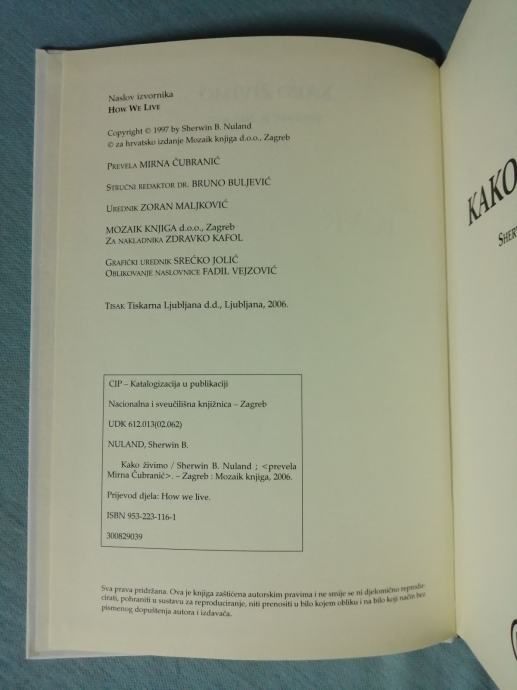 Naslov izvornika
HOW WE LIVE
Copyright © 1997 by Sherwin B. Nuland
© za hrvatsko izdanje Mozaik knjiga d.o.o., Zagreb
PREVELA MIRNA ČUBRANIĆ
STRUČNI REDAKTOR DR. BRUNO BULJEVIĆ
UREDNIK ZORAN MALJKOVIĆ
MOZAIK KNJIGA d.o.o., Zagreb
ZA NAKLADNIKA ZDRAVKO KAFOL
GRAFIČKI UREDNIK SREĆKO JOLIĆ
OBLIKOVANJE NASLOVNICE FADIL VEJZOVIĆ
TISAK Tiskarna Ljubljana d.d., Ljubljana, 2006.
CIP – Katalogizacija u publikaciji
Nacionalna i sveučilišna knjižnica – Zagreb
UDK 612.013(02.062)
NULAND, Sherwin B.
Kako živimo / Sherwin B. Nuland ; <prevela
Mirna Čubranić>. – Zagreb : Mozaik knjiga, 2006.
Prijevod djela: How we live.
ISBN 953-223-116-1
300829039
Sva prava pridržana. Ova je knjiga zaštićena autorskim pravima i ne smije se ni djelomično reprodu-
cirati, pohraniti u sustavu za reproduciranje, niti prenositi u bilo kojem obliku i na bilo koji način bez
pismenog dopuštenja autora i izdavača.
KAKO
SHER